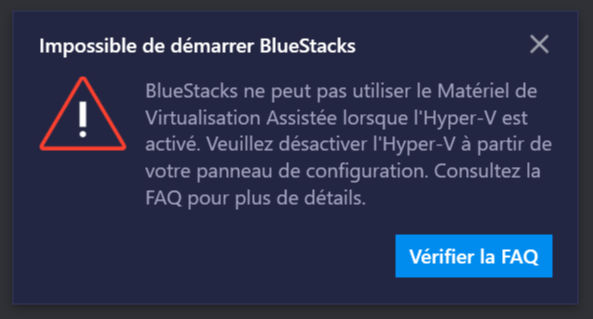 Impossible de démarrer BlueStacks
BlueStacks ne peut pas utiliser le Matériel de
Virtualisation Assistée lorsque l'Hyper-V est
activé. Veuillez désactiver l'Hyper-V à partir de
votre panneau de configuration. Consultez la
FAQ pour plus de détails.
Vérifier la FAQ